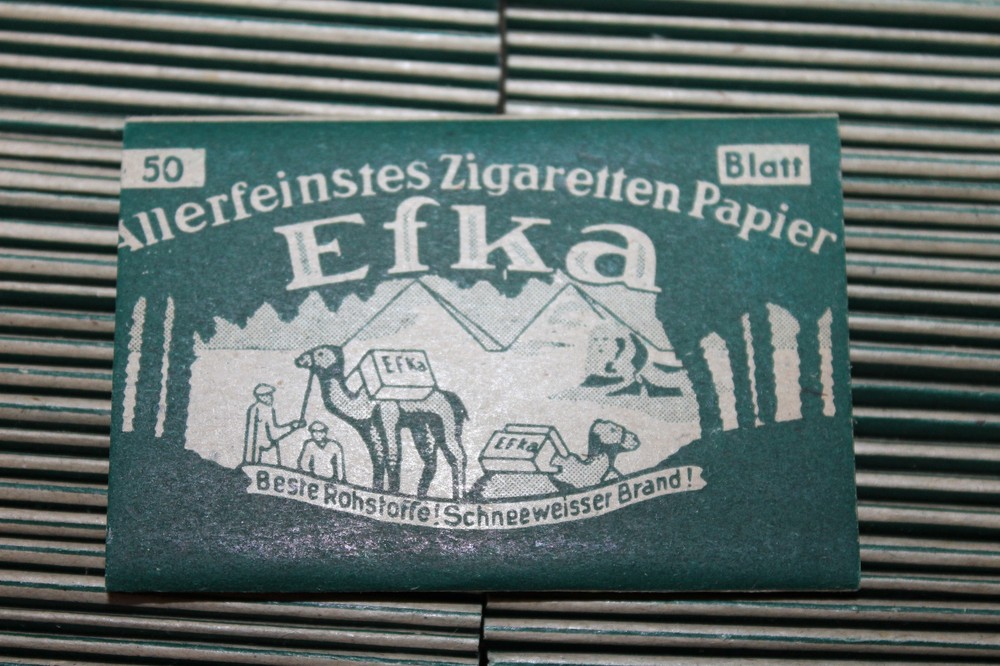 50
Blatt
Allerfeinstes Zigaretten Papier
Efka
EFKa
EFKa
Beste Rohstoffe! Schneeweisser Brand!